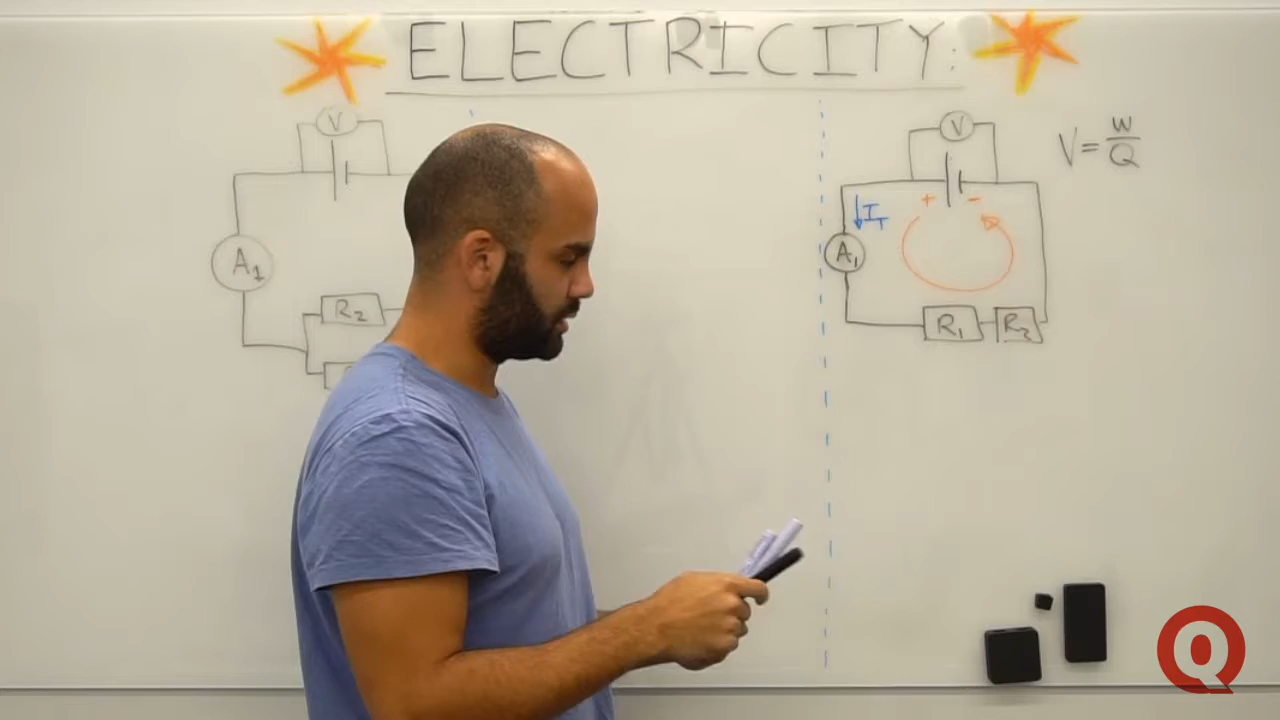 ELECTRICITY:
V
A1
R2
V
+ -
IT
A1
R1
R2
V = W/Q
Q